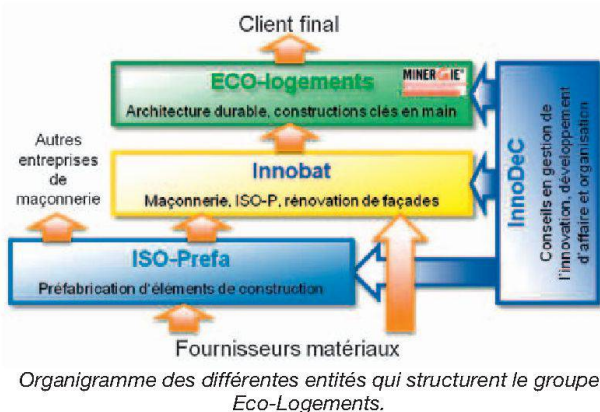 Client final
ECO-logements
MINERGIE®
Architecture durable, constructions clés en main
Autres
entreprises
de
maçonnerie
Innobat
Maçonnerie, ISO-P, rénovation de façades
InnoDeC
Conseils en gestion de
l'innovation, développement
d'affaire et organisation
ISO-Prefa
Préfabrication d'éléments de construction
Fournisseurs matériaux
Organigramme des différentes entités qui structurent le groupe
Eco-Logements.